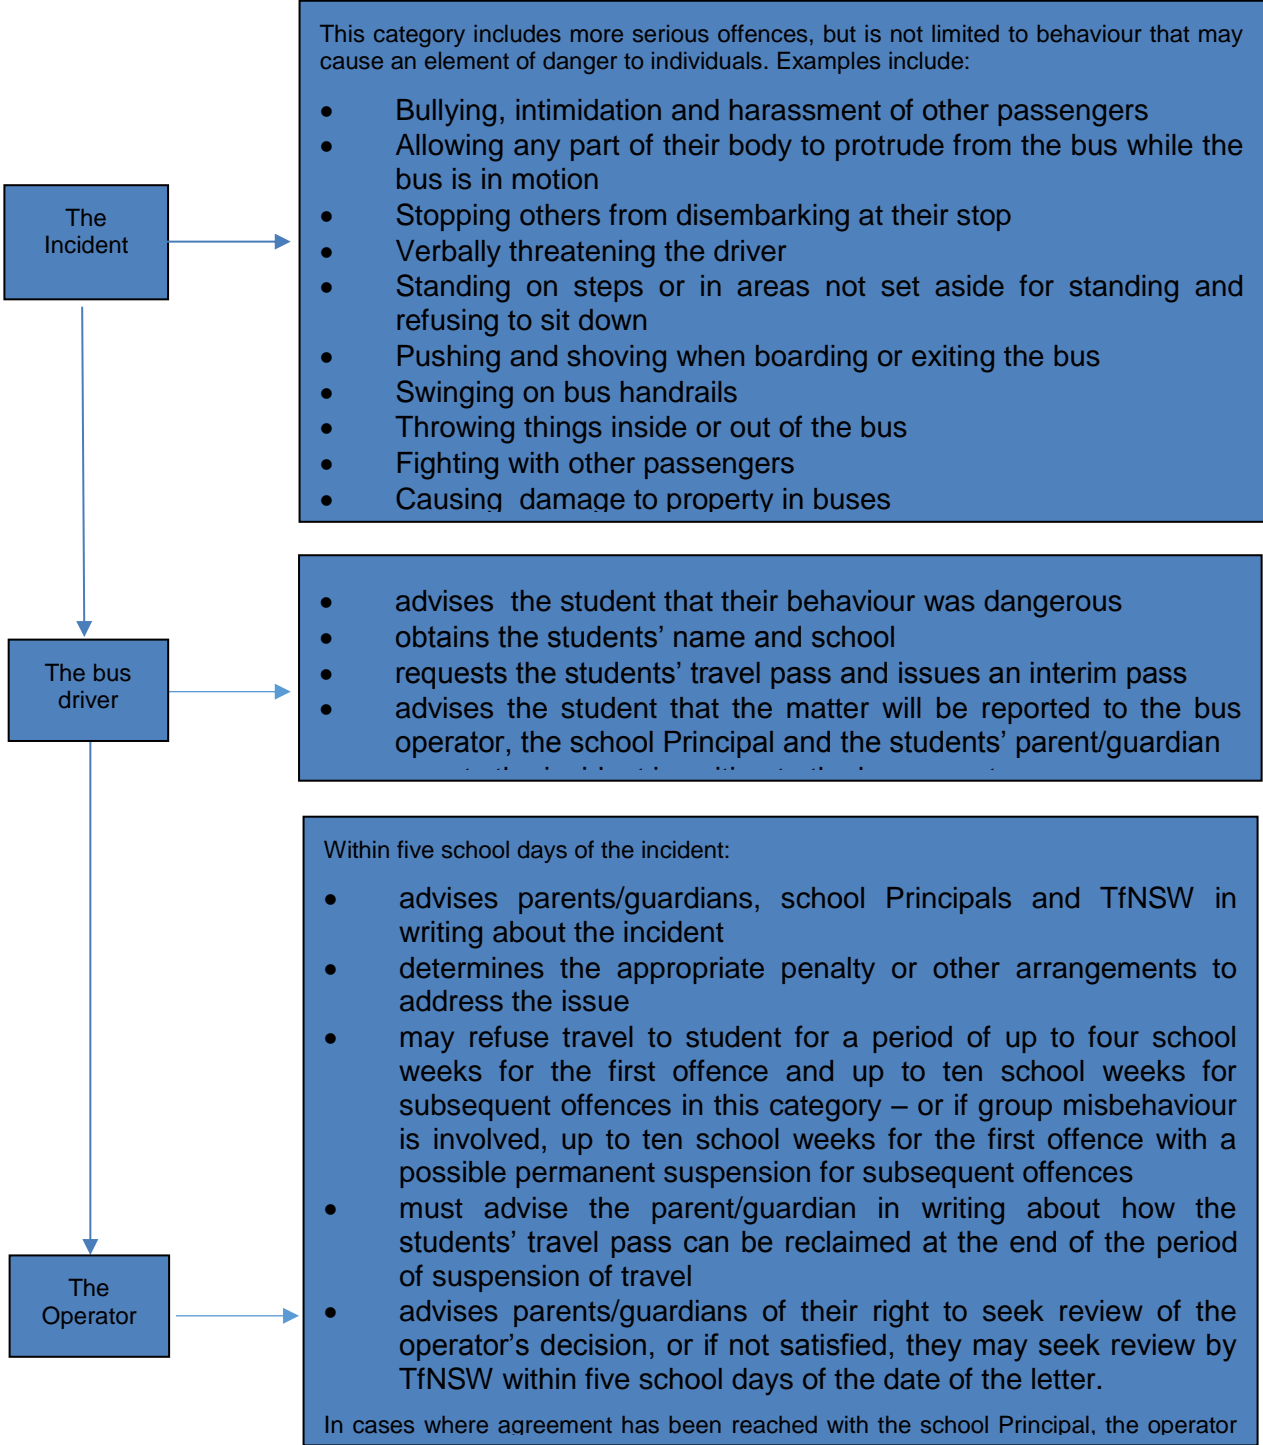 This category includes more serious offences, but is not limited to behaviour that may
cause an element of danger to individuals. Examples include:
• Bullying, intimidation and harassment of other passengers
• Allowing any part of their body to protrude from the bus while the
bus is in motion
• Stopping others from disembarking at their stop
• Verbally threatening the driver
• Standing on steps or in areas not set aside for standing and
refusing to sit down
• Pushing and shoving when boarding or exiting the bus
• Swinging on bus handrails
• Throwing things inside or out of the bus
• Fighting with other passengers
• Causing  damage to property in buses
The
Incident
• advises  the student that their behaviour was dangerous
• obtains the students’ name and school
• requests the students’ travel pass and issues an interim pass
• advises the student that the matter will be reported to the bus
operator, the school Principal and the students’ parent/guardian
The bus
driver
Within five school days of the incident:
• advises parents/guardians, school Principals and TfNSW in
writing about the incident
• determines the appropriate penalty or other arrangements to
address the issue
• may refuse travel to student for a period of up to four school
weeks for the first offence and up to ten school weeks for
subsequent offences in this category – or if group misbehaviour
is involved, up to ten school weeks for the first offence with a
possible permanent suspension for subsequent offences
• must advise the parent/guardian in writing about how the
students’ travel pass can be reclaimed at the end of the period
of suspension of travel
• advises parents/guardians of their right to seek review of the
operator’s decision, or if not satisfied, they may seek review by
TfNSW within five school days of the date of the letter.
In cases where agreement has been reached with the school Principal, the operator
The
Operator